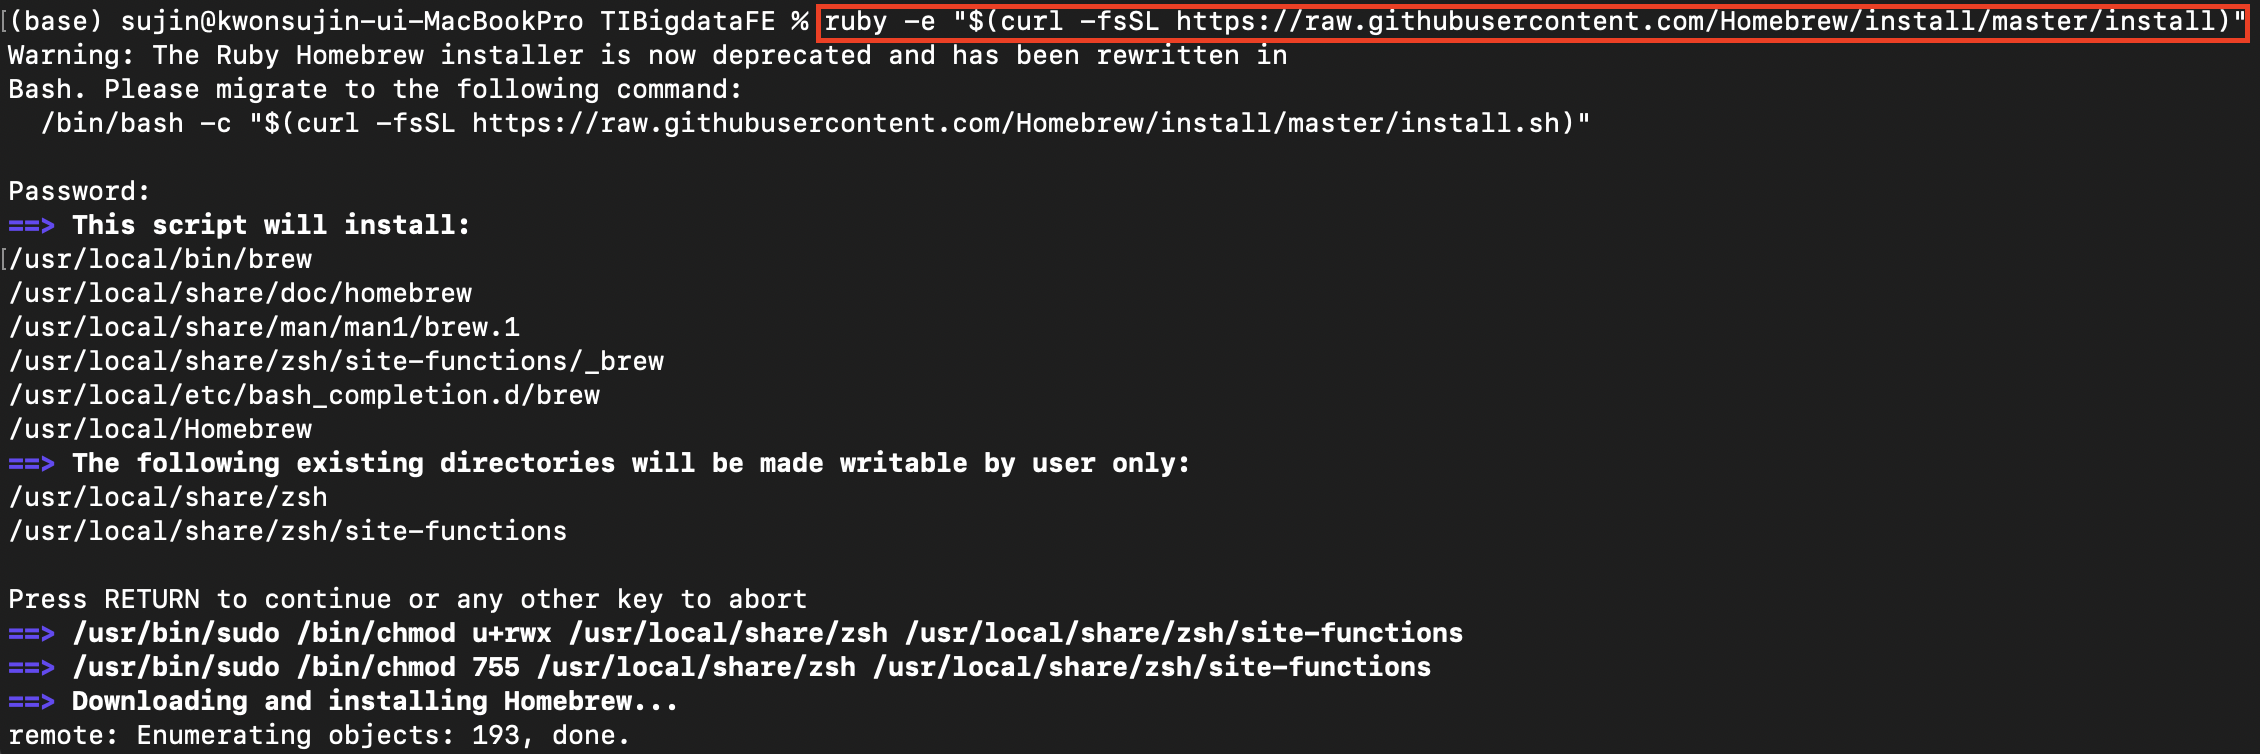 [(base) sujin@kwonsujin-ui-MacBookPro TIBigdataFE % ruby -e "$(curl -fsSL https://raw.githubusercontent.com/Homebrew/install/master/install)"
Warning: The Ruby Homebrew installer is now deprecated and has been rewritten in
Bash. Please migrate to the following command:
  /bin/bash -c "$(curl -fsSL https://raw.githubusercontent.com/Homebrew/install/master/install.sh)"

Password:
==> This script will install:
[/usr/local/bin/brew
/usr/local/share/doc/homebrew
/usr/local/share/man/man1/brew.1
/usr/local/share/zsh/site-functions/_brew
/usr/local/etc/bash_completion.d/brew
/usr/local/Homebrew
==> The following existing directories will be made writable by user only:
/usr/local/share/zsh
/usr/local/share/zsh/site-functions

Press RETURN to continue or any other key to abort
==> /usr/bin/sudo /bin/chmod u+rwx /usr/local/share/zsh /usr/local/share/zsh/site-functions
==> /usr/bin/sudo /bin/chmod 755 /usr/local/share/zsh /usr/local/share/zsh/site-functions
==> Downloading and installing Homebrew...
remote: Enumerating objects: 193, done.